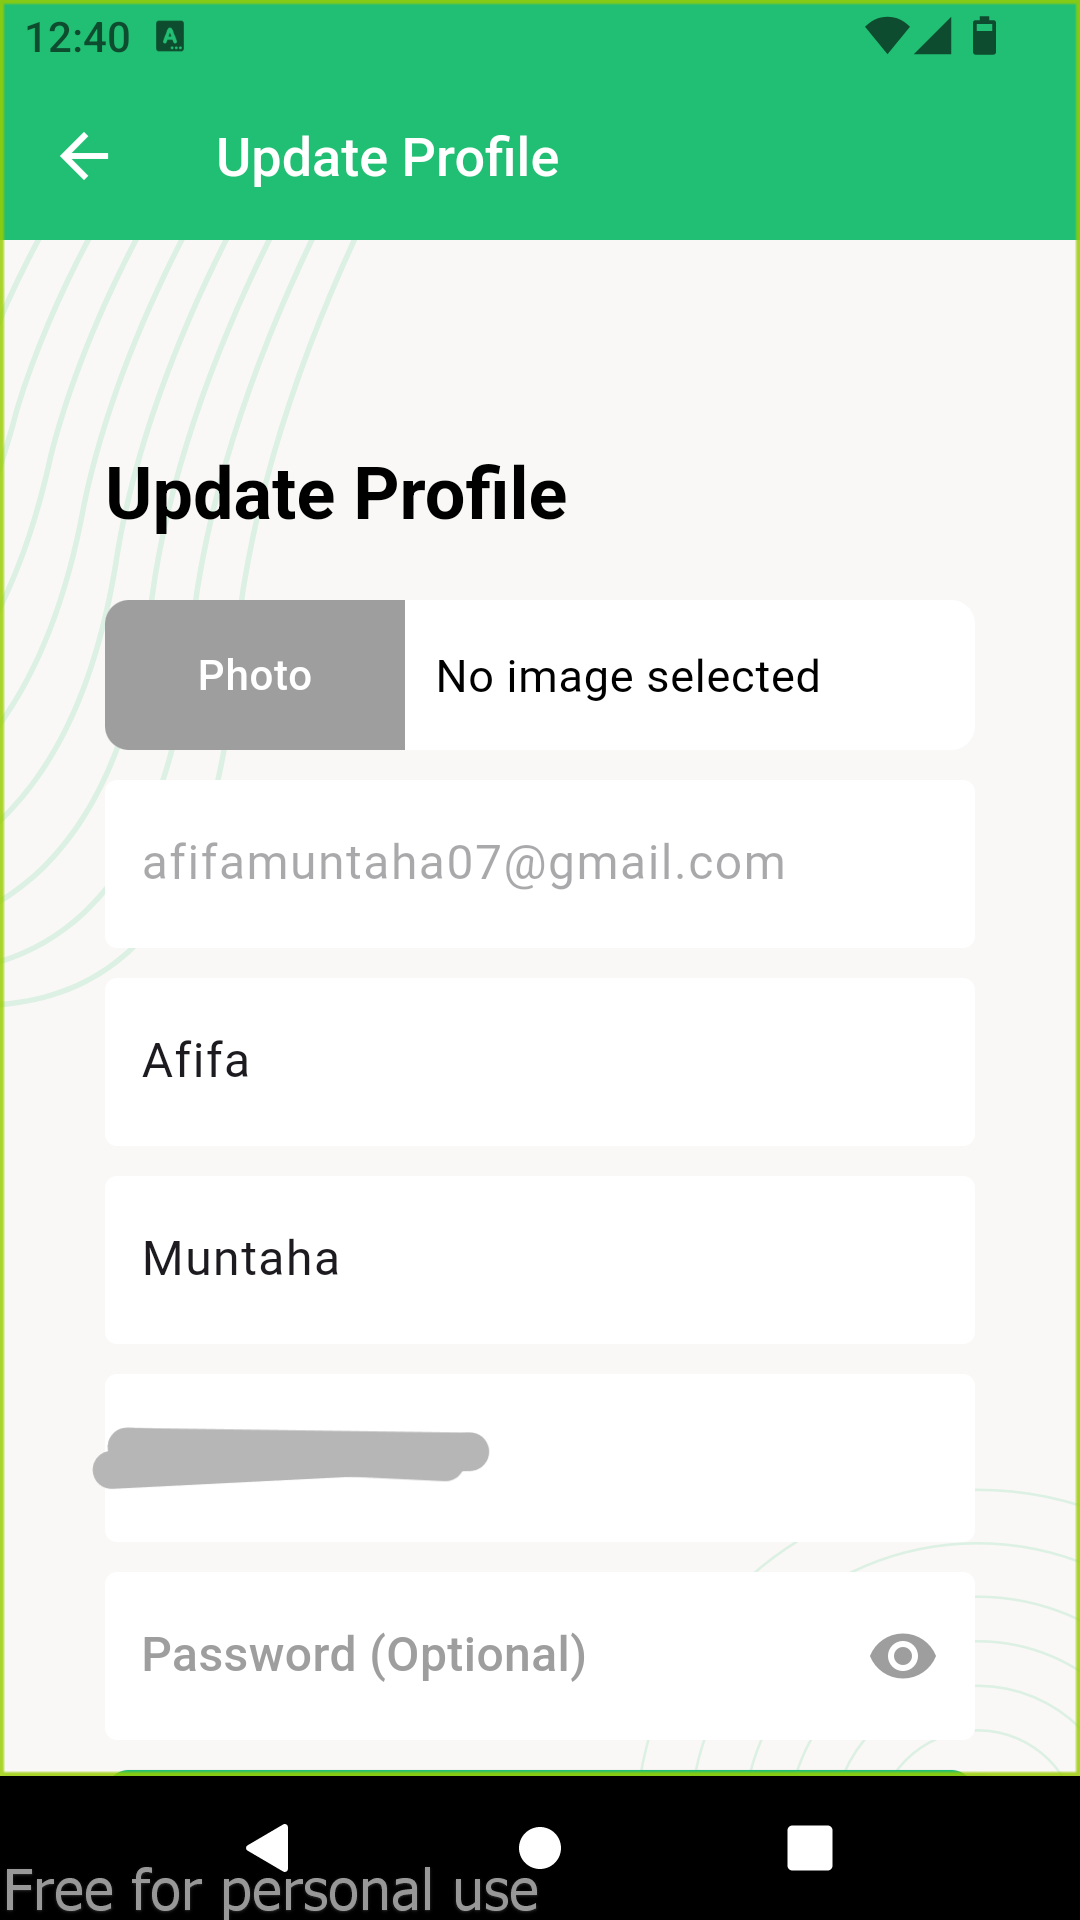 12:40
Update Profile
Update Profile
Photo No image selected
afifamuntaha07@gmail.com
Afifa
Muntaha
Password (Optional)
Free for personal use